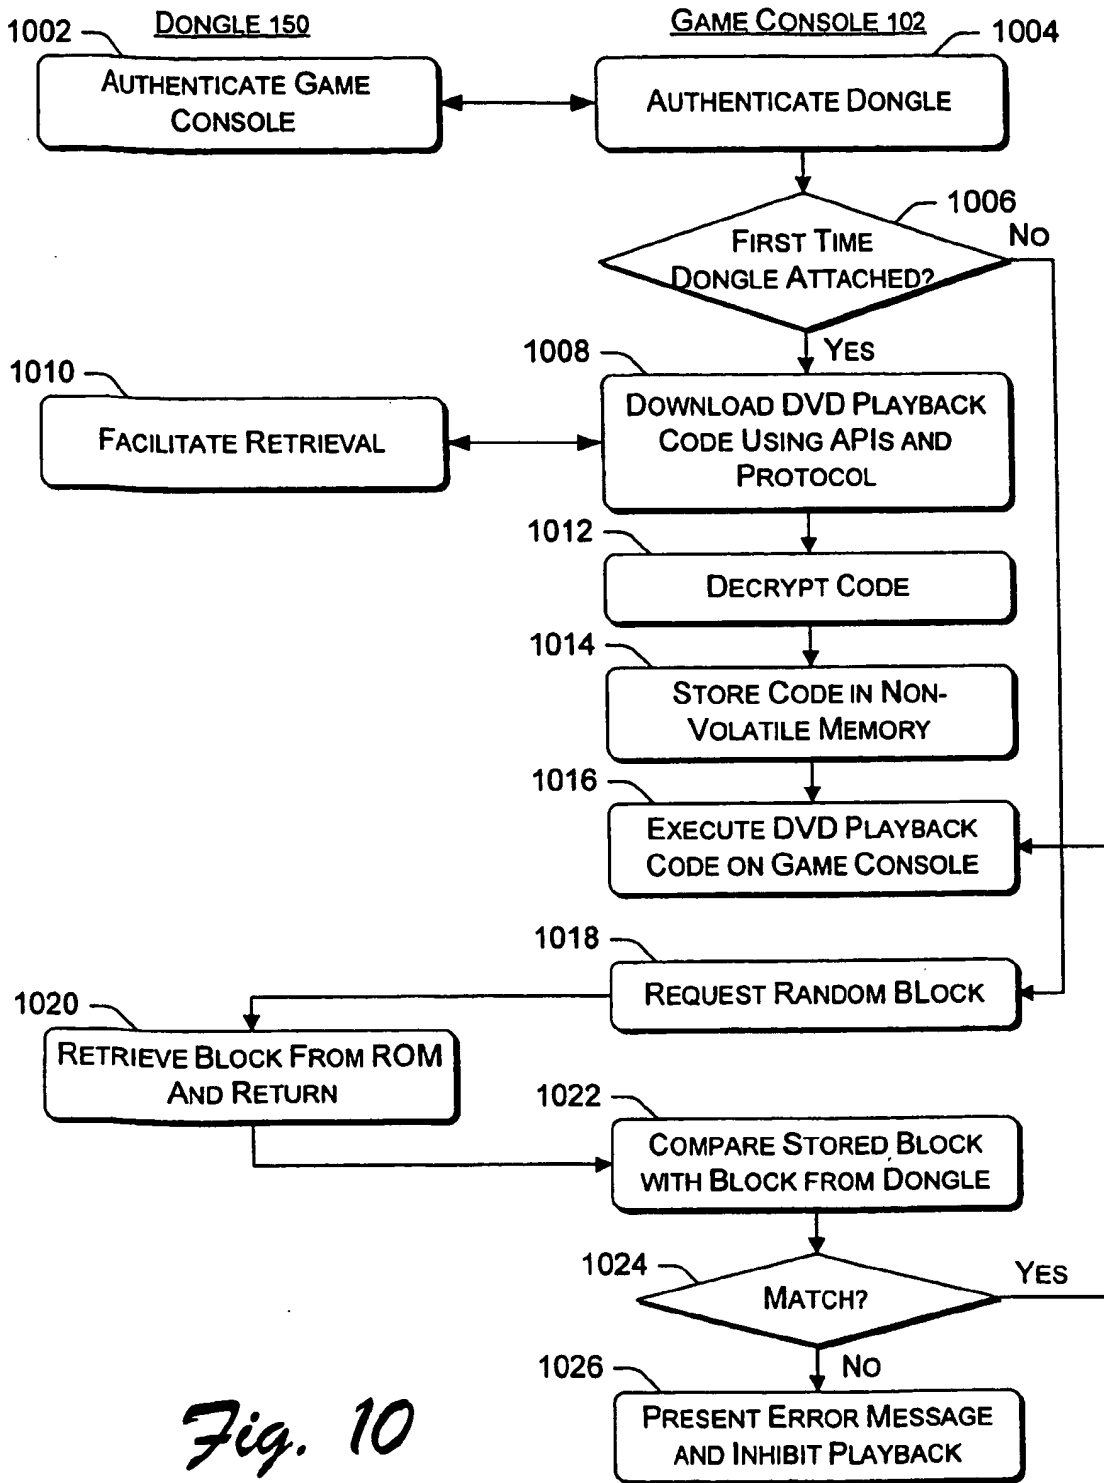 DONGLE 150
GAME CONSOLE 102
1002
AUTHENTICATE GAME
CONSOLE
1004
AUTHENTICATE DONGLE
1006
FIRST TIME
DONGLE ATTACHED?
NO
YES
1008
DOWNLOAD DVD PLAYBACK
CODE USING APIS AND
PROTOCOL
1010
FACILITATE RETRIEVAL
1012
DECRYPT CODE
1014
STORE CODE IN NON-
VOLATILE MEMORY
1016
EXECUTE DVD PLAYBACK
CODE ON GAME CONSOLE
1018
REQUEST RANDOM BLOCK
1020
RETRIEVE BLOCK FROM ROM
AND RETURN
1022
COMPARE STORED BLOCK
WITH BLOCK FROM DONGLE
1024
MATCH?
YES
NO
1026
PRESENT ERROR MESSAGE
AND INHIBIT PLAYBACK
Fig. 10